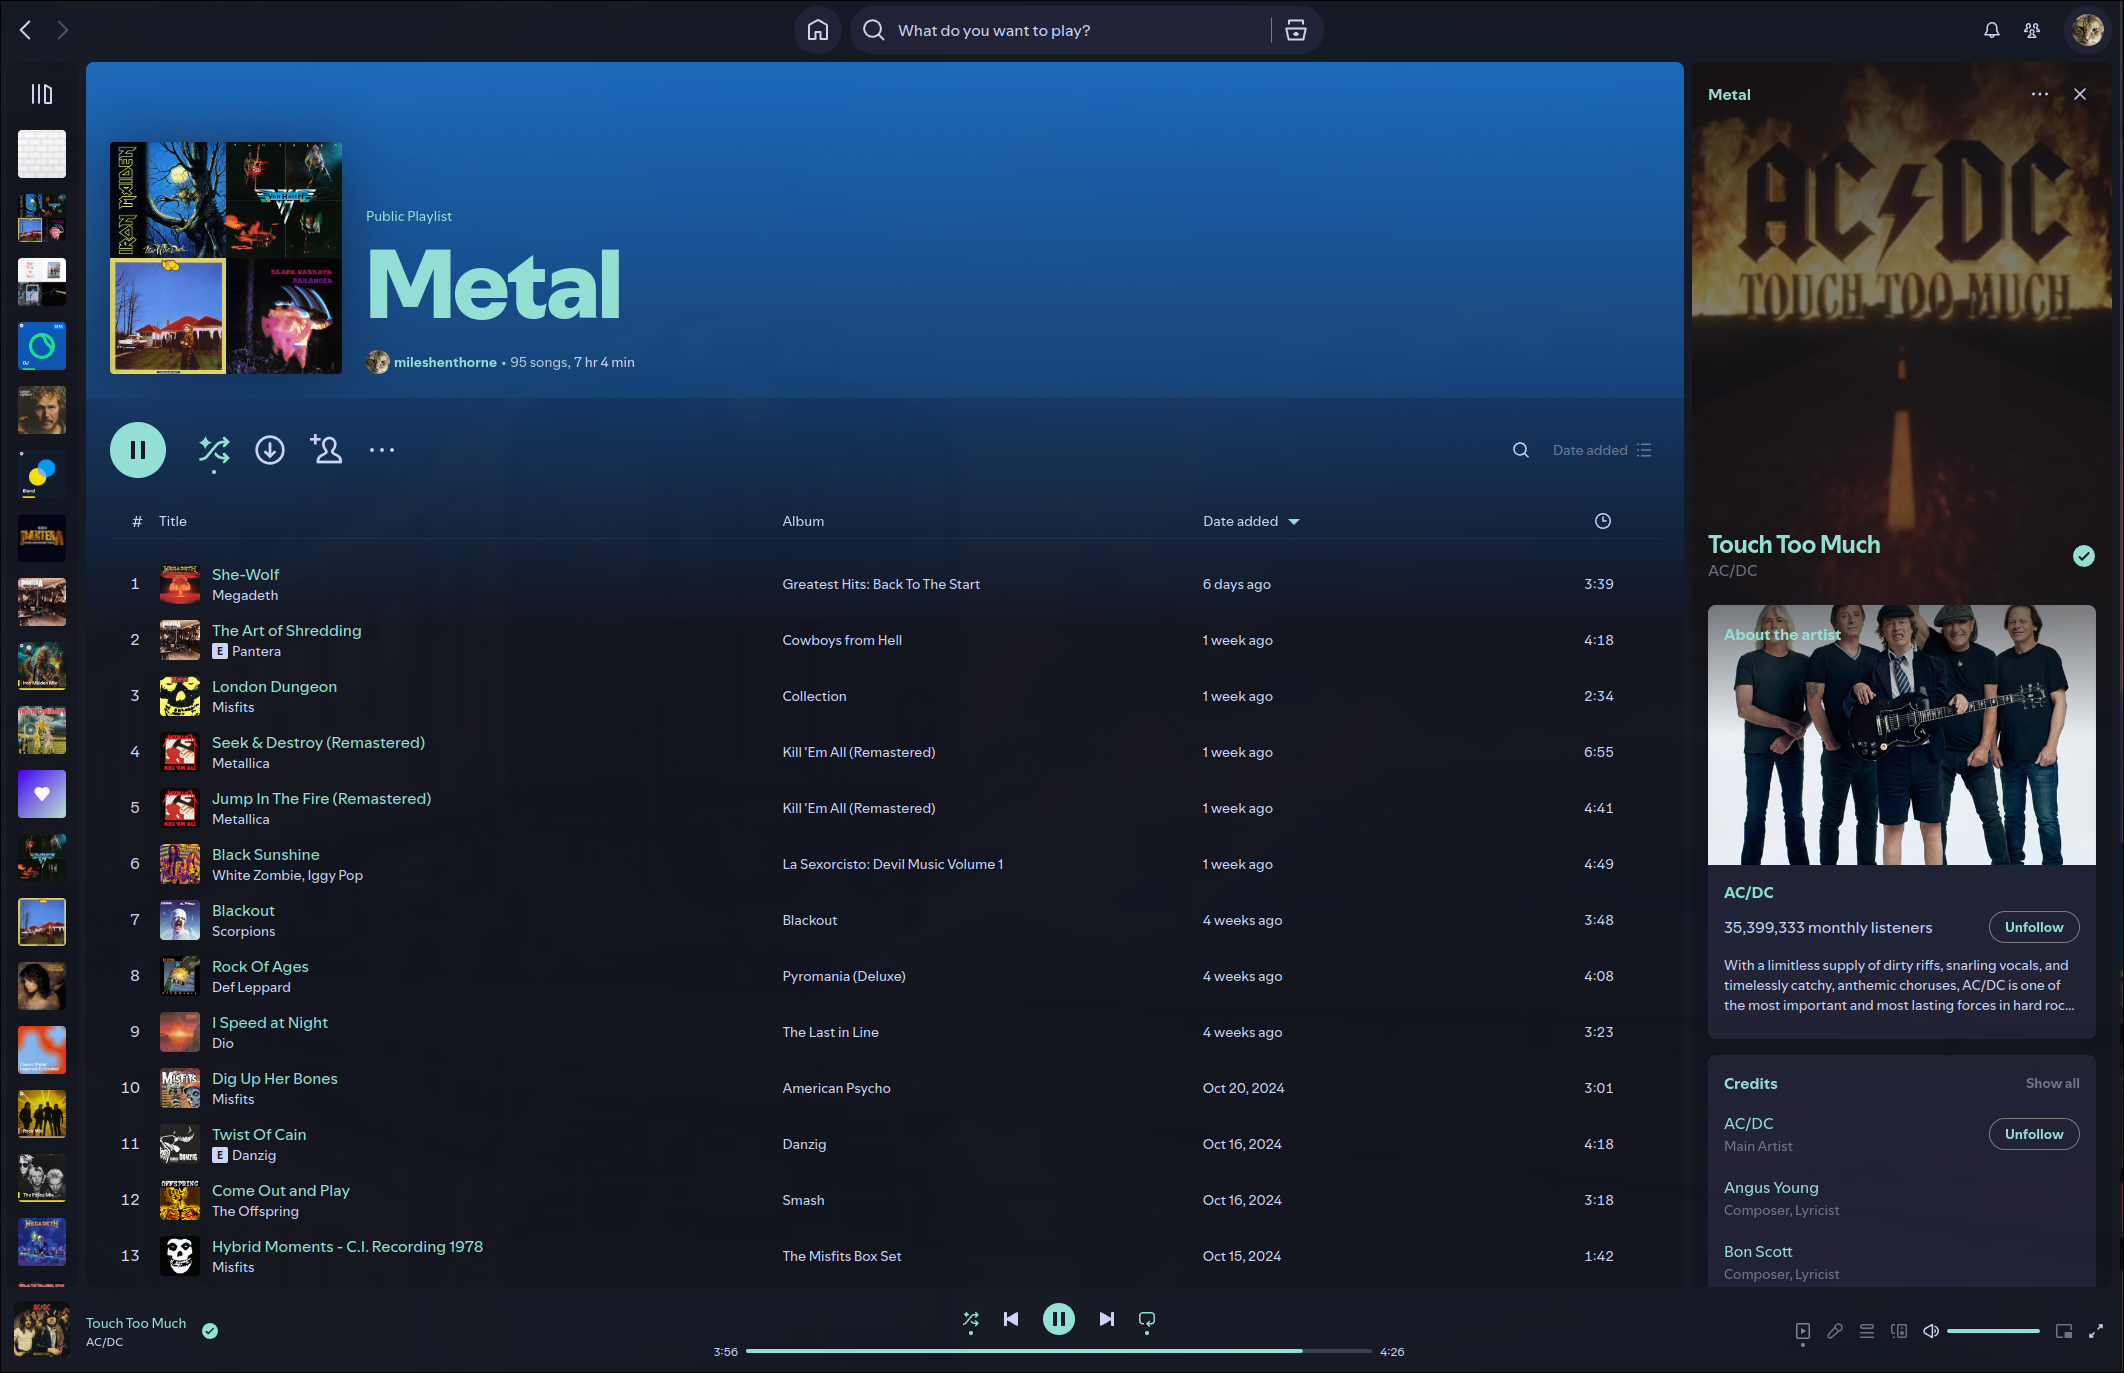 What do you want to play?
IRON MAIDEN
VAN HALEN
BLACK SABBATH
PARANOID
Public Playlist
Metal
mileshenthorne • 95 songs, 7 hr 4 min
Date added
# Title Album Date added
1 She-Wolf Megadeth Greatest Hits: Back To The Start 6 days ago 3:39
2 The Art of Shredding E Pantera Cowboys from Hell 1 week ago 4:18
3 London Dungeon Misfits Collection 1 week ago 2:34
4 Seek & Destroy (Remastered) Metallica Kill 'Em All (Remastered) 1 week ago 6:55
5 Jump In The Fire (Remastered) Metallica Kill 'Em All (Remastered) 1 week ago 4:41
6 Black Sunshine White Zombie, Iggy Pop La Sexorcisto: Devil Music Volume 1 1 week ago 4:49
7 Blackout Scorpions Blackout 4 weeks ago 3:48
8 Rock Of Ages Def Leppard Pyromania (Deluxe) 4 weeks ago 4:08
9 I Speed at Night Dio The Last in Line 4 weeks ago 3:23
10 Dig Up Her Bones Misfits American Psycho Oct 20, 2024 3:01
11 Twist Of Cain E Danzig Danzig Oct 16, 2024 4:18
12 Come Out and Play The Offspring Smash Oct 16, 2024 3:18
13 Hybrid Moments - C.I. Recording 1978 Misfits The Misfits Box Set Oct 15, 2024 1:42
Metal
AC DC
TOUCH TOO MUCH
Touch Too Much
AC/DC
About the artist
AC/DC
35,399,333 monthly listeners
Unfollow
With a limitless supply of dirty riffs, snarling vocals, and
timelessly catchy, anthemic choruses, AC/DC is one of
the most important and most lasting forces in hard roc...
Credits Show all
AC/DC
Main Artist
Unfollow
Angus Young
Composer, Lyricist
Bon Scott
Composer, Lyricist
Touch Too Much
AC/DC
3:56
4:26